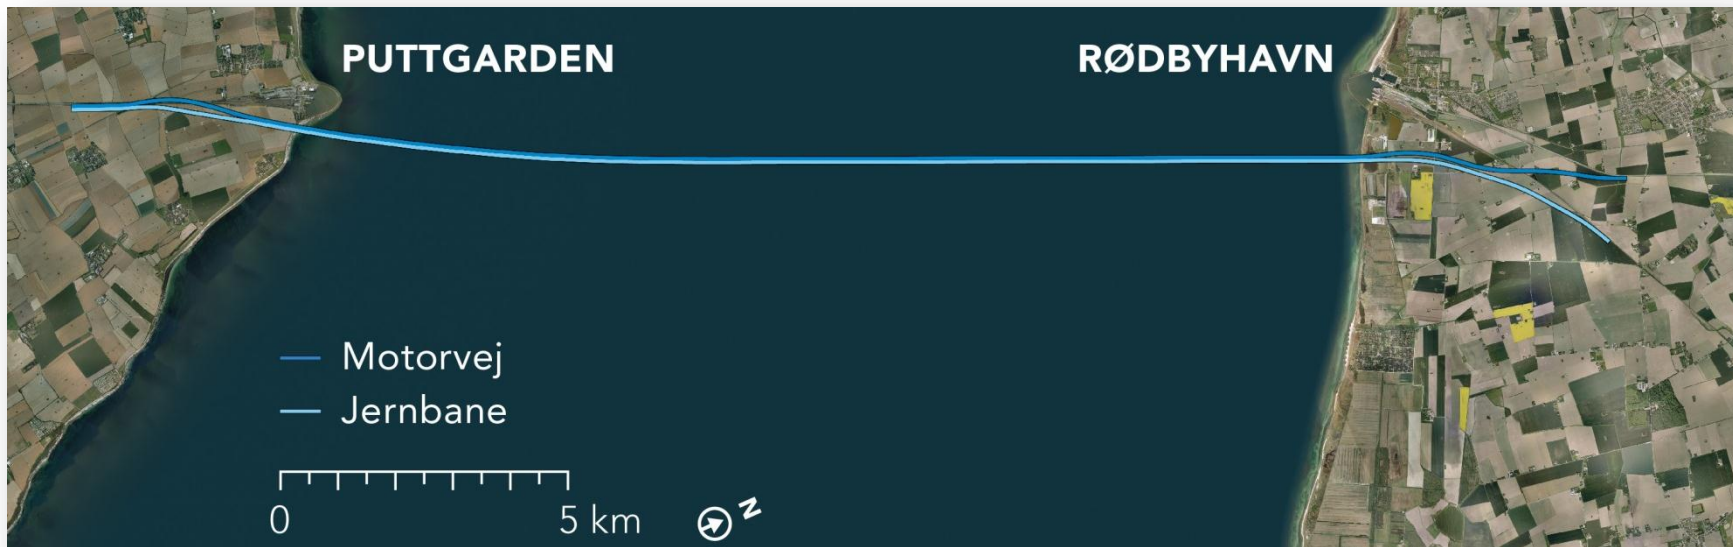 PUTTGARDEN
RØDBYHAVN
Motorvej
Jernbane
0
5 km
N